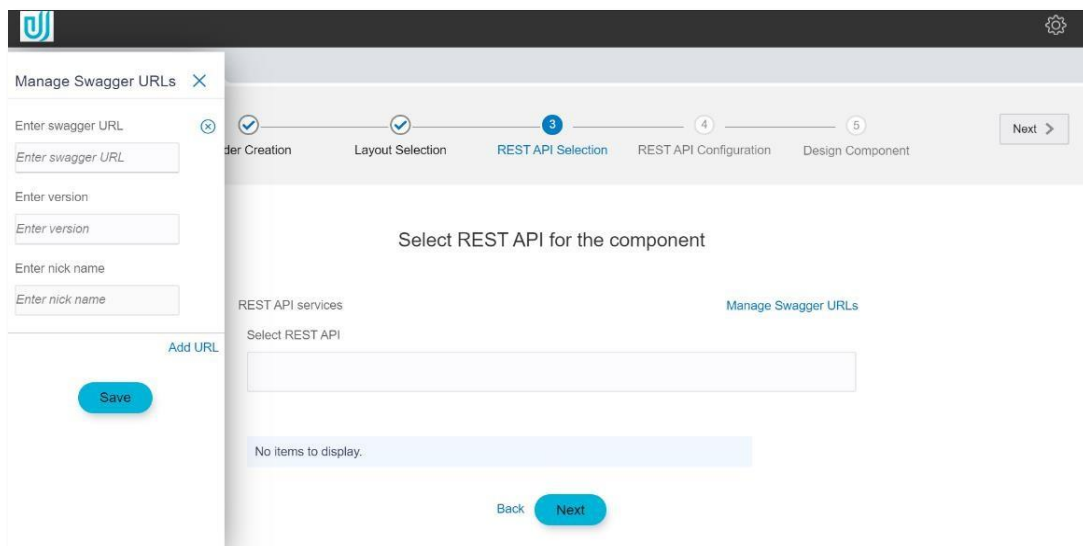 Manage Swagger URLs
Enter swagger URL
Enter swagger URL
Enter version
Enter version
Enter nick name
Enter nick name
Add URL
Save
der Creation
Layout Selection
3
REST API Selection
4
REST API Configuration
5
Design Component
Next
Select REST API for the component
REST API services
Manage Swagger URLs
Select REST API
No items to display.
Back
Next